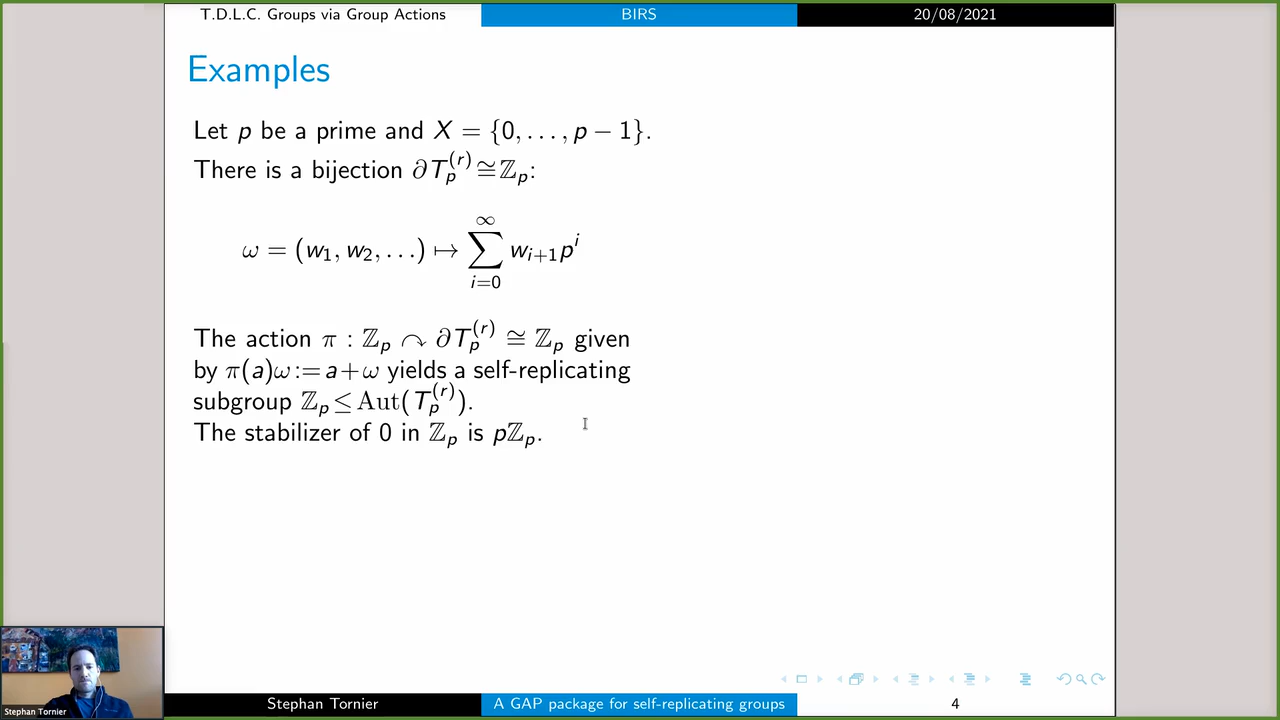 T.D.L.C. Groups via Group Actions BIRS 20/08/2021
Examples
Let p be a prime and X = {0, . . . , p − 1}.
There is a bijection ∂T_p^(r) ≅ ℤ_p:
ω = (w₁, w₂, . . .) ↦ ∑_{i=0}^{∞} w_{i+1}p^i
The action π : ℤ_p ↷ ∂T_p^(r) ≅ ℤ_p given
by π(a)ω := a + ω yields a self-replicating
subgroup ℤ_p ≤ Aut(T_p^(r)).
The stabilizer of 0 in ℤ_p is pℤ_p.
Stephan Tornier
Stephan Tornier A GAP package for self-replicating groups 4